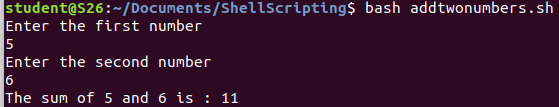 student@S26:~/Documents/ShellScripting$ bash addtwonumbers.sh
Enter the first number
5
Enter the second number
6
The sum of 5 and 6 is : 11